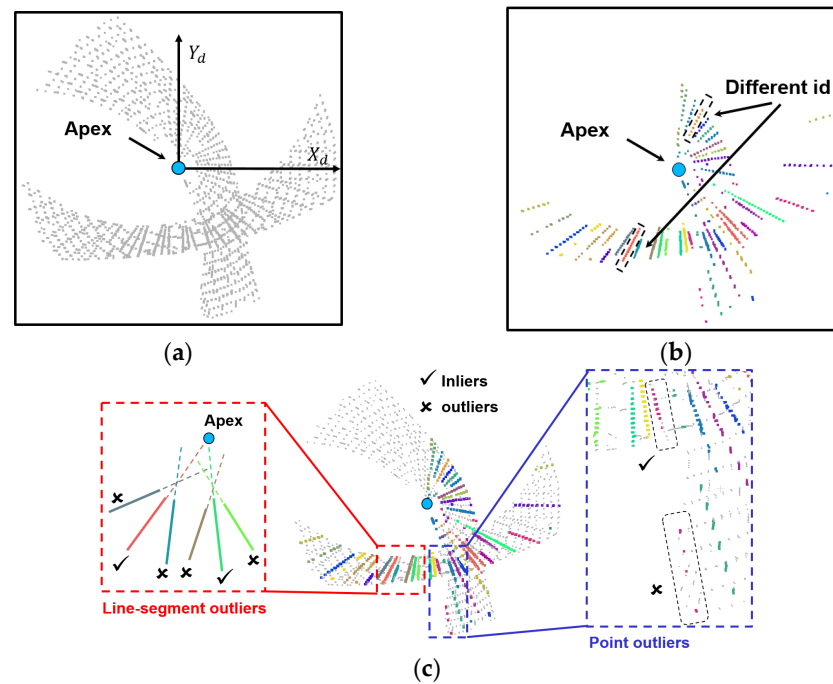 Y_d
Apex
X_d
(a)
Different id
Apex
(b)
✓ Inliers
✘ outliers
Apex
Line-segment outliers
Point outliers
(c)